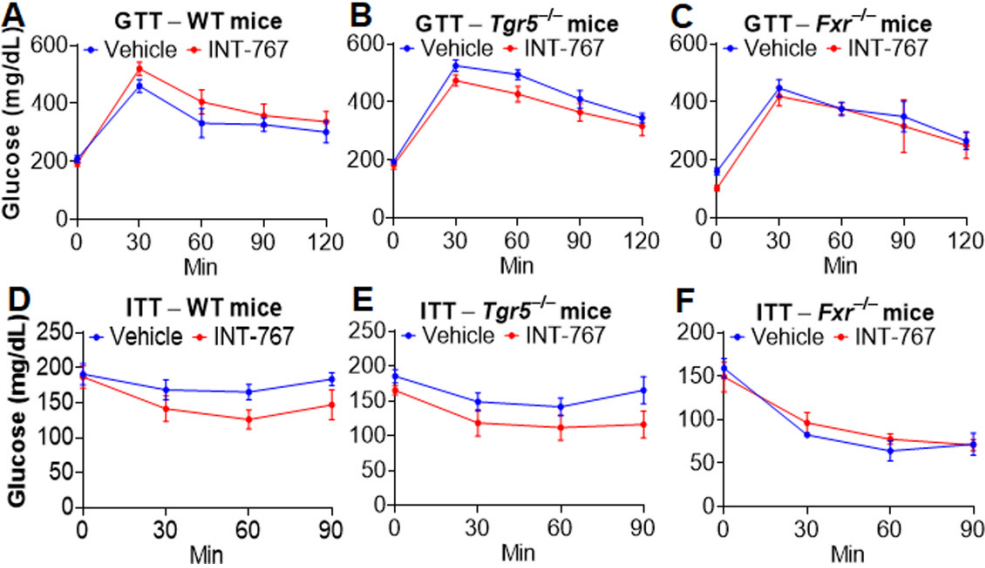 A
GTT – WT mice
Vehicle INT-767
Glucose (mg/dL)
600
400
200
0
0 30 60 90 120
Min
B
GTT – Tgr5–/– mice
Vehicle INT-767
600
400
200
0
0 30 60 90 120
Min
C
GTT – Fxr–/– mice
Vehicle INT-767
600
400
200
0
0 30 60 90 120
Min
D
ITT – WT mice
Vehicle INT-767
Glucose (mg/dL)
250
200
150
100
50
0
0 30 60 90
Min
E
ITT – Tgr5–/– mice
Vehicle INT-767
250
200
150
100
50
0
0 30 60 90
Min
F
ITT – Fxr–/– mice
Vehicle INT-767
200
150
100
50
0
0 30 60 90
Min